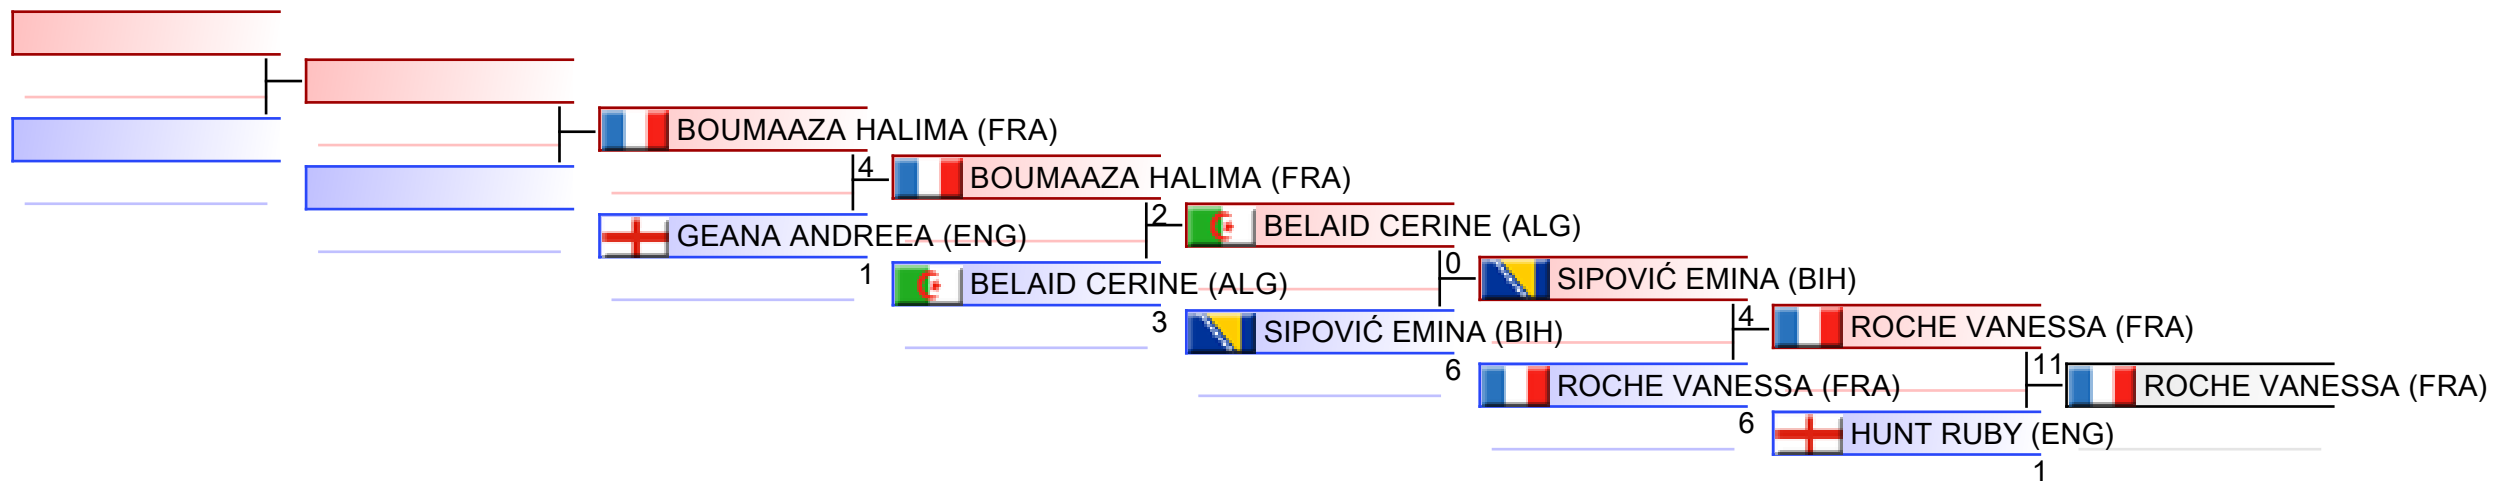 BOUMAAZA HALIMA (FRA)
4
GEANA ANDREEA (ENG)
1
BOUMAAZA HALIMA (FRA)
2
BELAID CERINE (ALG)
3
BELAID CERINE (ALG)
0
SIPOVIĆ EMINA (BIH)
6
SIPOVIĆ EMINA (BIH)
4
ROCHE VANESSA (FRA)
6
ROCHE VANESSA (FRA)
11
HUNT RUBY (ENG)
1
ROCHE VANESSA (FRA)